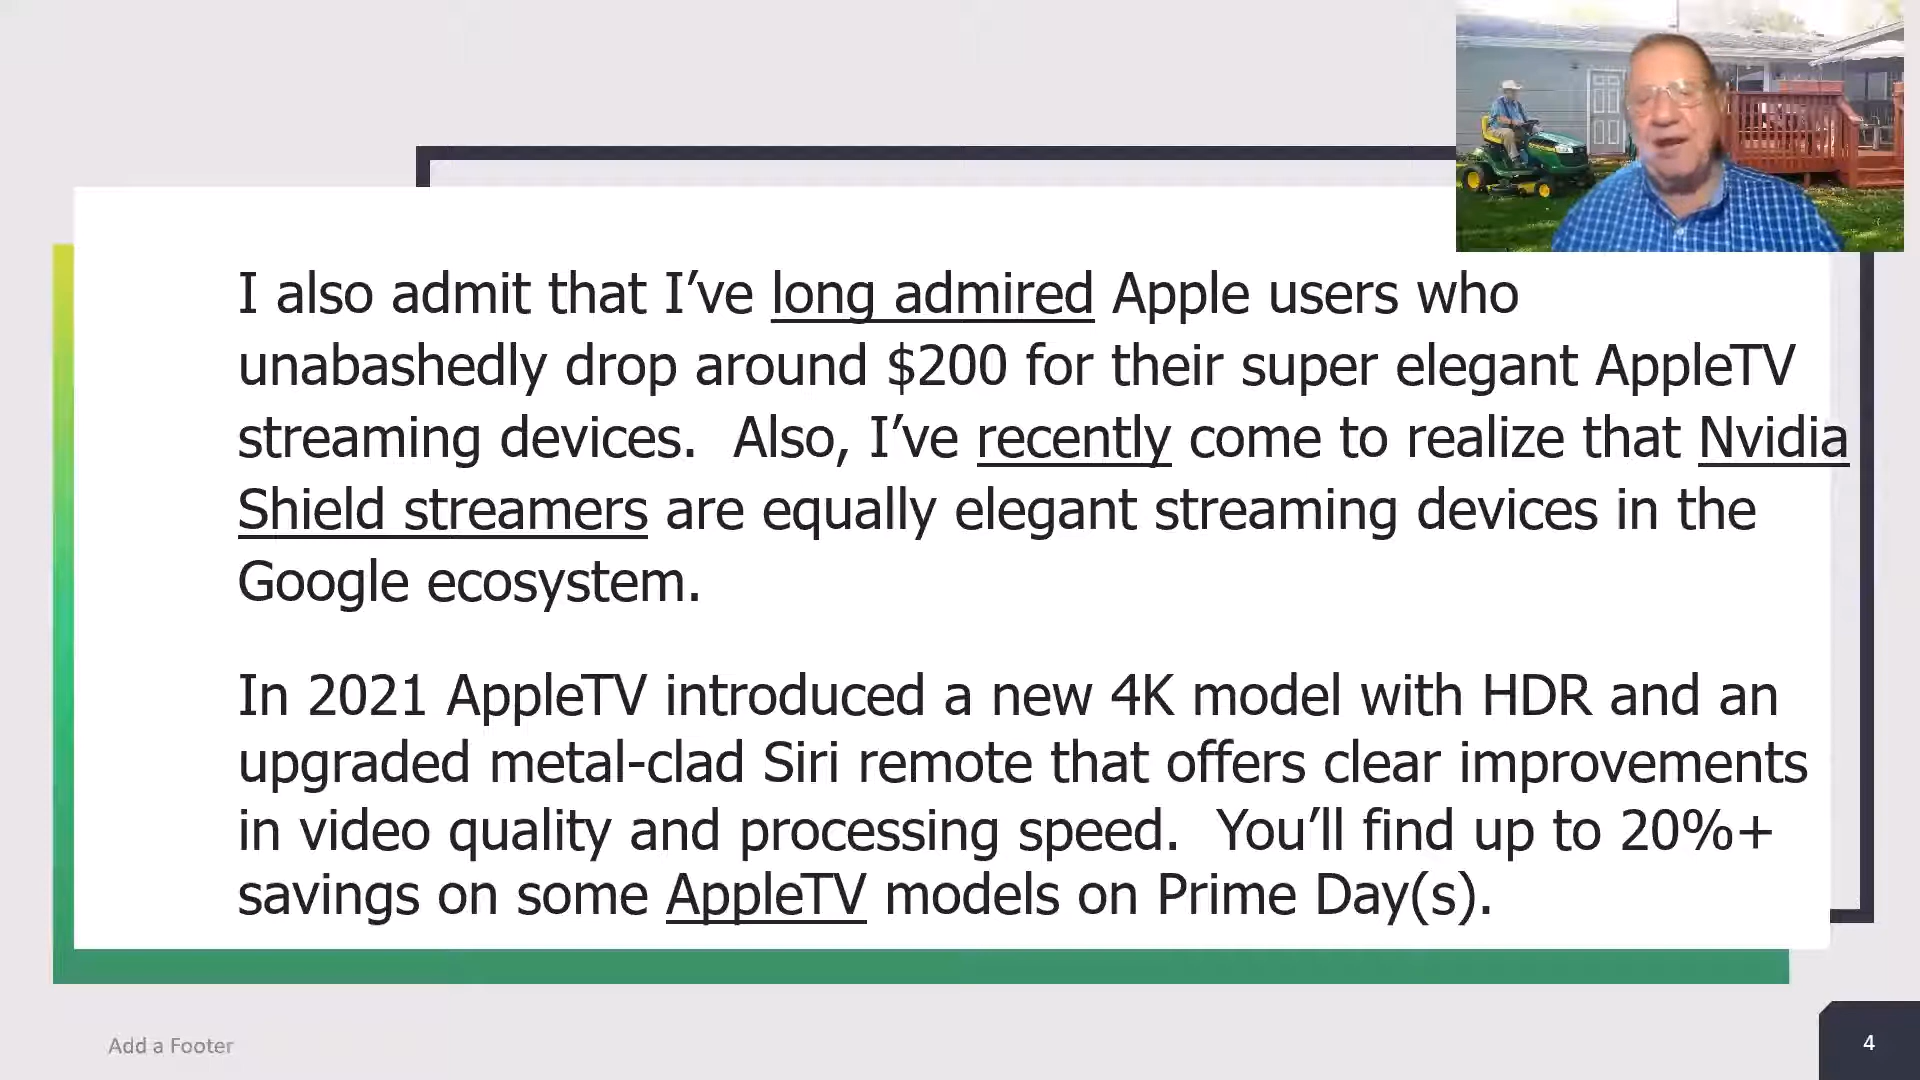 I also admit that I’ve long admired Apple users who
unabashedly drop around $200 for their super elegant AppleTV
streaming devices.  Also, I’ve recently come to realize that Nvidia
Shield streamers are equally elegant streaming devices in the
Google ecosystem.
In 2021 AppleTV introduced a new 4K model with HDR and an
upgraded metal-clad Siri remote that offers clear improvements
in video quality and processing speed.  You’ll find up to 20%+
savings on some AppleTV models on Prime Day(s).
Add a Footer
4